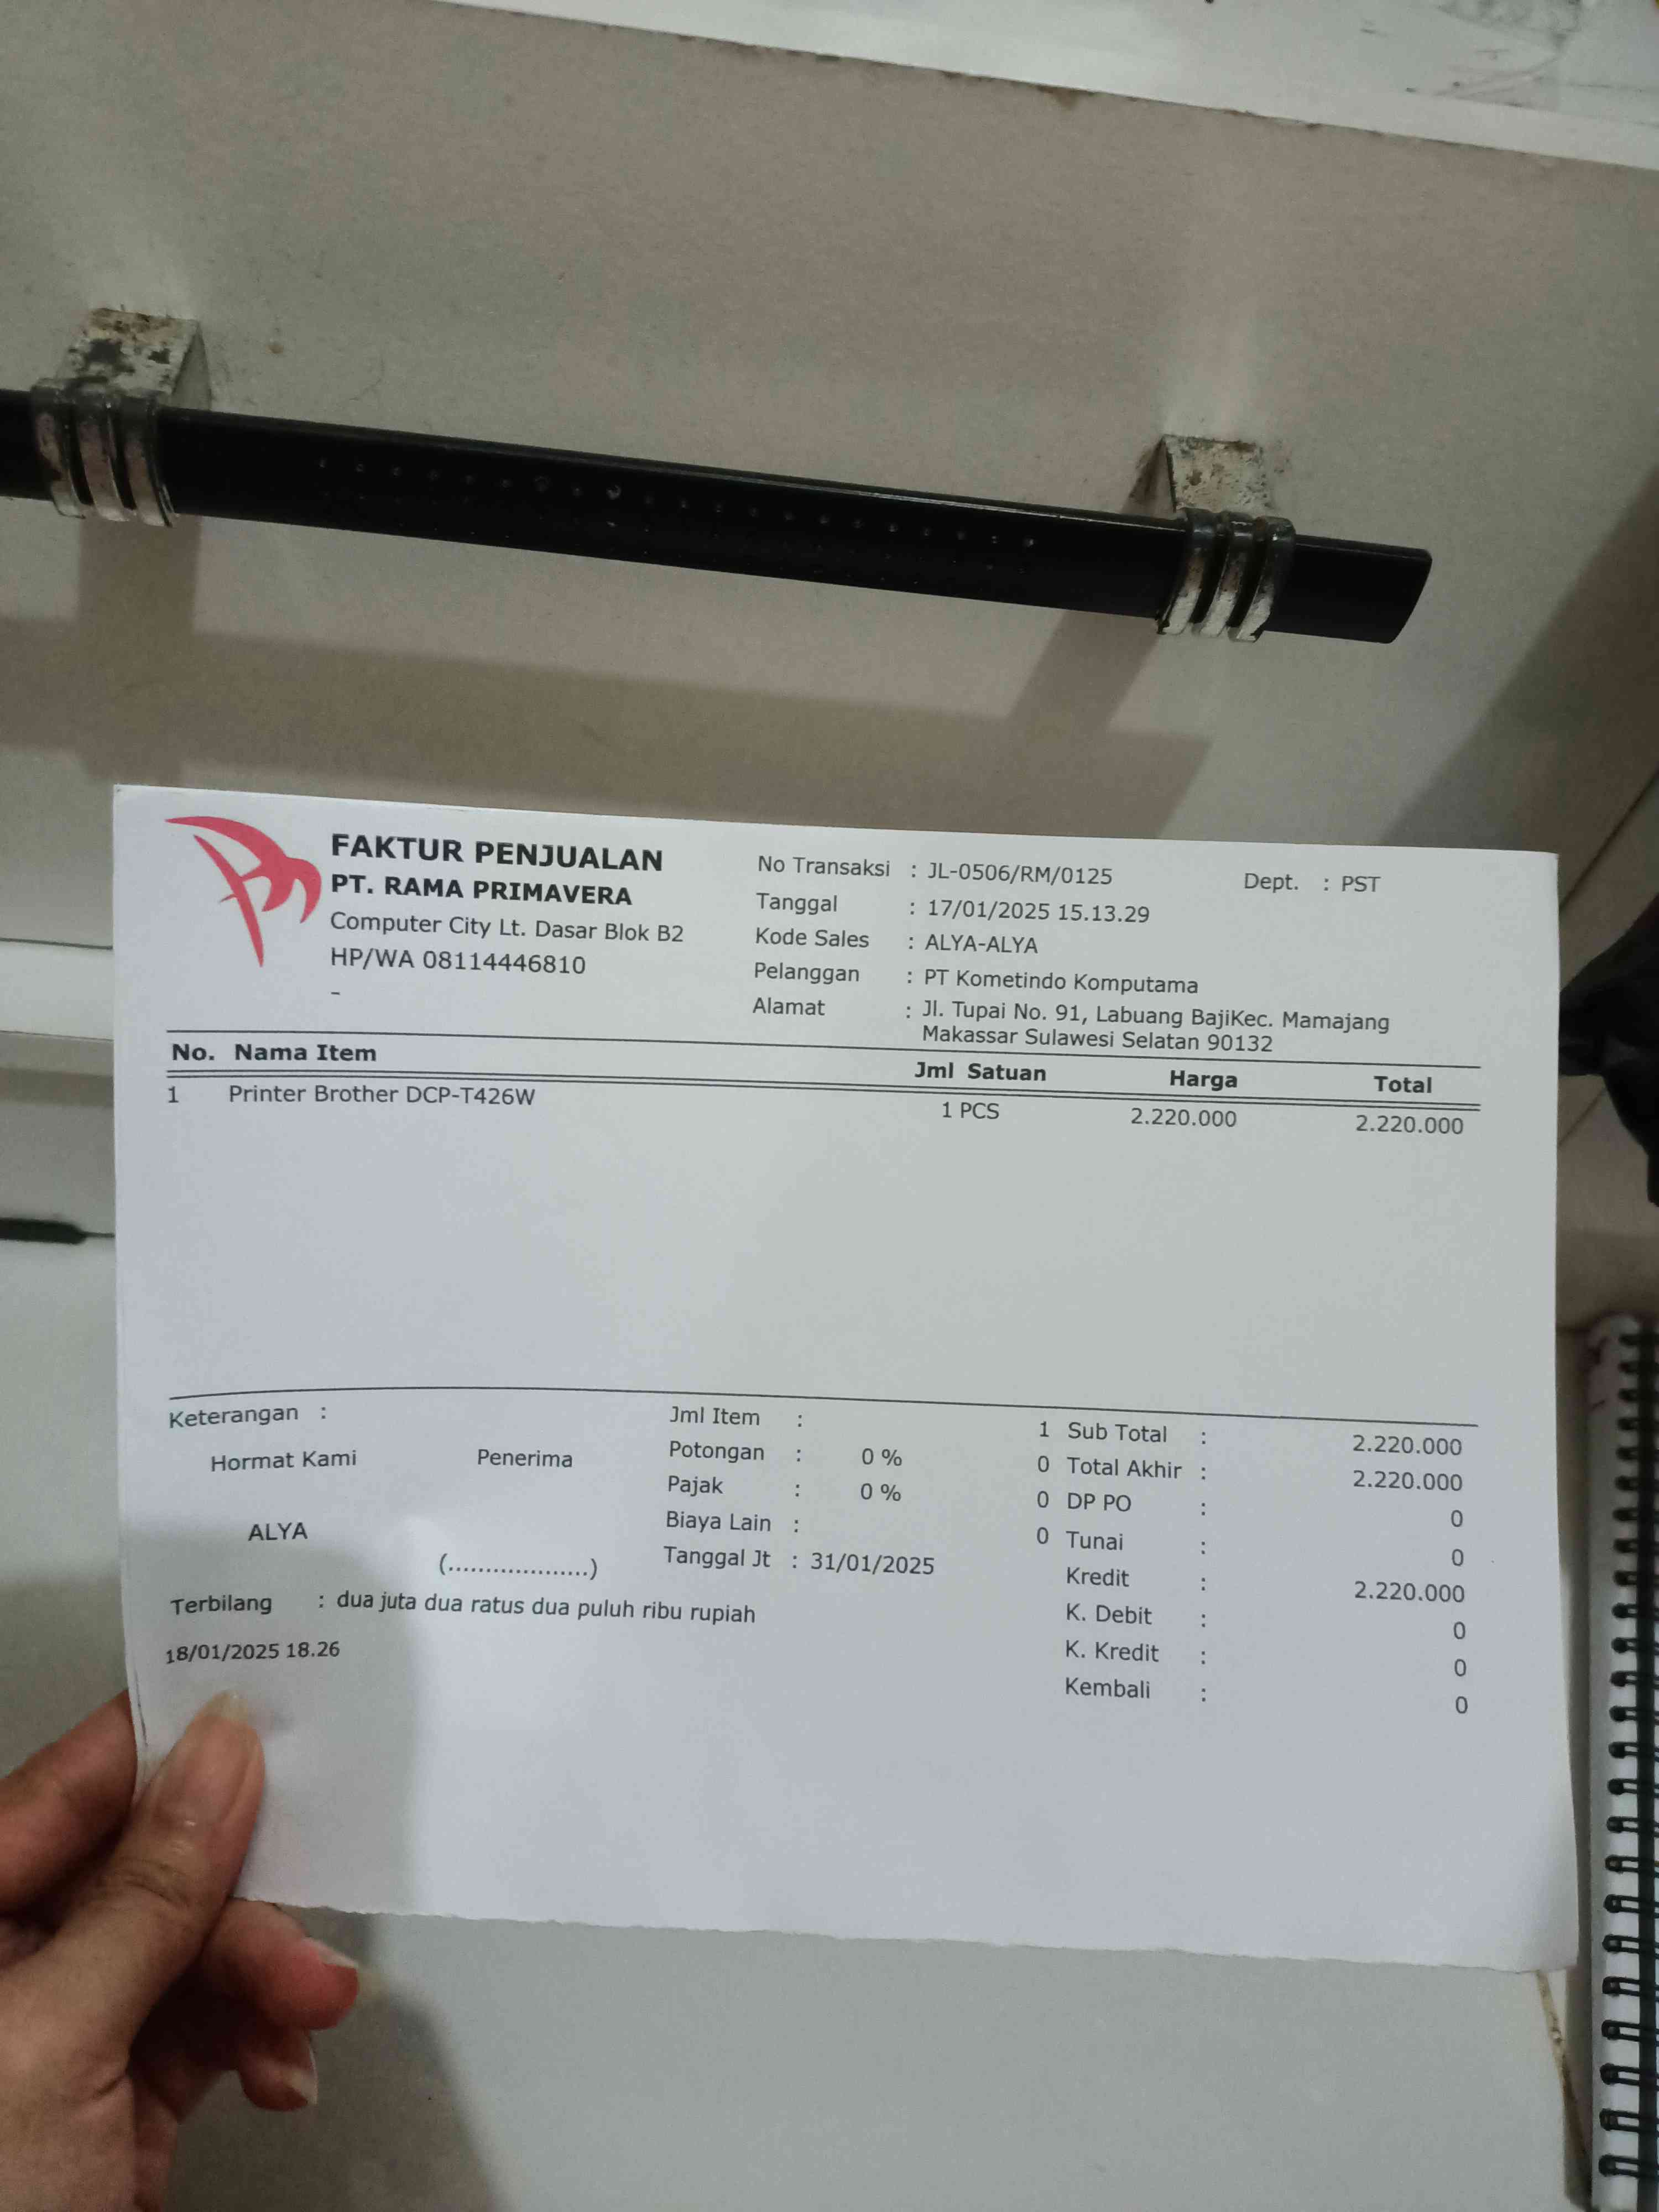 FAKTUR PENJUALAN
PT. RAMA PRIMAVERA
Computer City Lt. Dasar Blok B2
HP/WA 08114446810
-
No Transaksi : JL-0506/RM/0125 Dept. : PST
Tanggal : 17/01/2025 15.13.29
Kode Sales : ALYA-ALYA
Pelanggan : PT Kometindo Komputama
Alamat : Jl. Tupai No. 91, Labuang BajiKec. Mamajang
Makassar Sulawesi Selatan 90132
No. Nama Item Jml Satuan Harga Total
1 Printer Brother DCP-T426W 1 PCS 2.220.000 2.220.000
Keterangan :
Hormat Kami Penerima
ALYA
(...................)
Jml Item : 1
Potongan : 0 % 0
Pajak : 0 % 0
Biaya Lain : 0
Tanggal Jt : 31/01/2025
Sub Total : 2.220.000
Total Akhir : 2.220.000
DP PO : 0
Tunai : 0
Kredit : 2.220.000
K. Debit : 0
K. Kredit : 0
Kembali : 0
Terbilang : dua juta dua ratus dua puluh ribu rupiah
18/01/2025 18.26